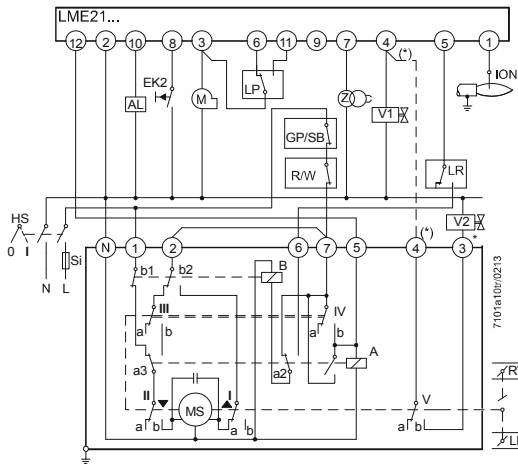 LME21...
12 2 10 8 3 6 11 9 7 4 (*) 5 1
ION
EK2
AL
M
LP
Z
V1
GP/SB
R/W
LR
HS
0 I
Si
N L
V2
N 1 2 6 7 5 4 (*) 3 *
b1 b2 B
III IV
a b a b
A
a3 a2
II I V
MS
a b a b a b
7101a10tr/0213